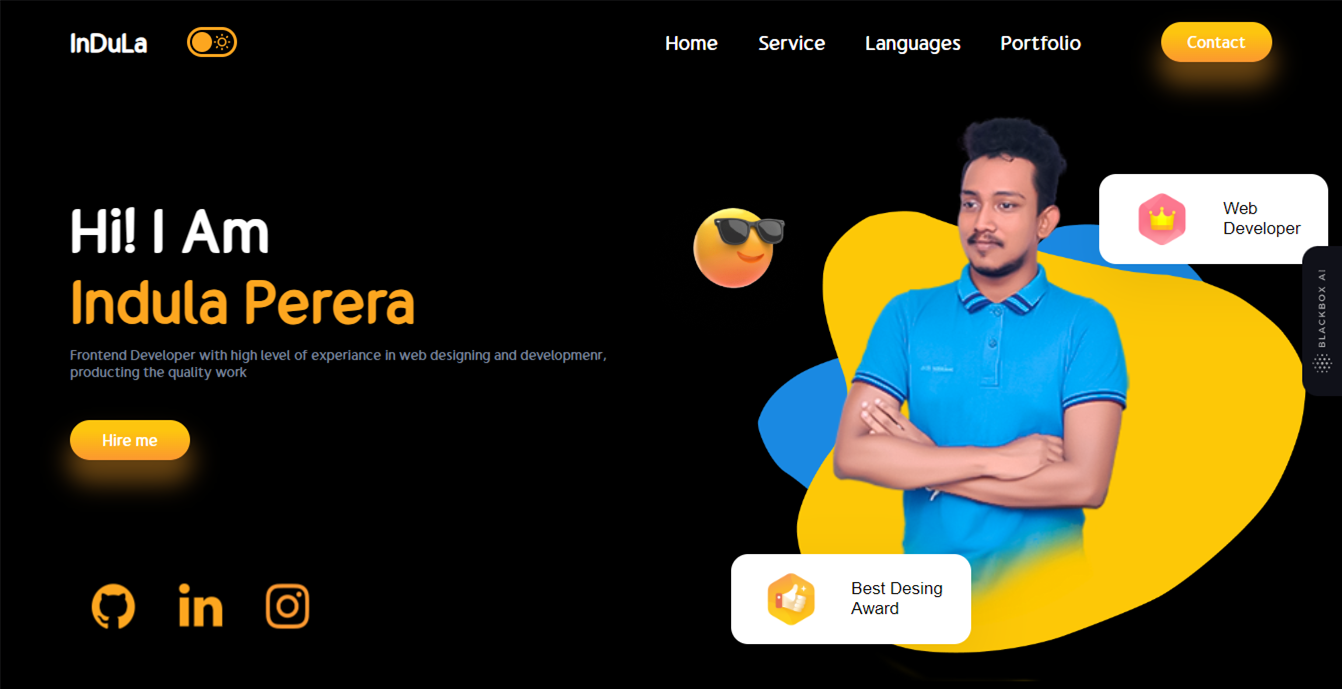 InDuLa
Home Service Languages Portfolio Contact
Hi! I Am
Indula Perera
Frontend Developer with high level of experiance in web designing and developmenr,
producting the quality work
Hire me
Web
Developer
BLACKBOX AI
Best Desing
Award